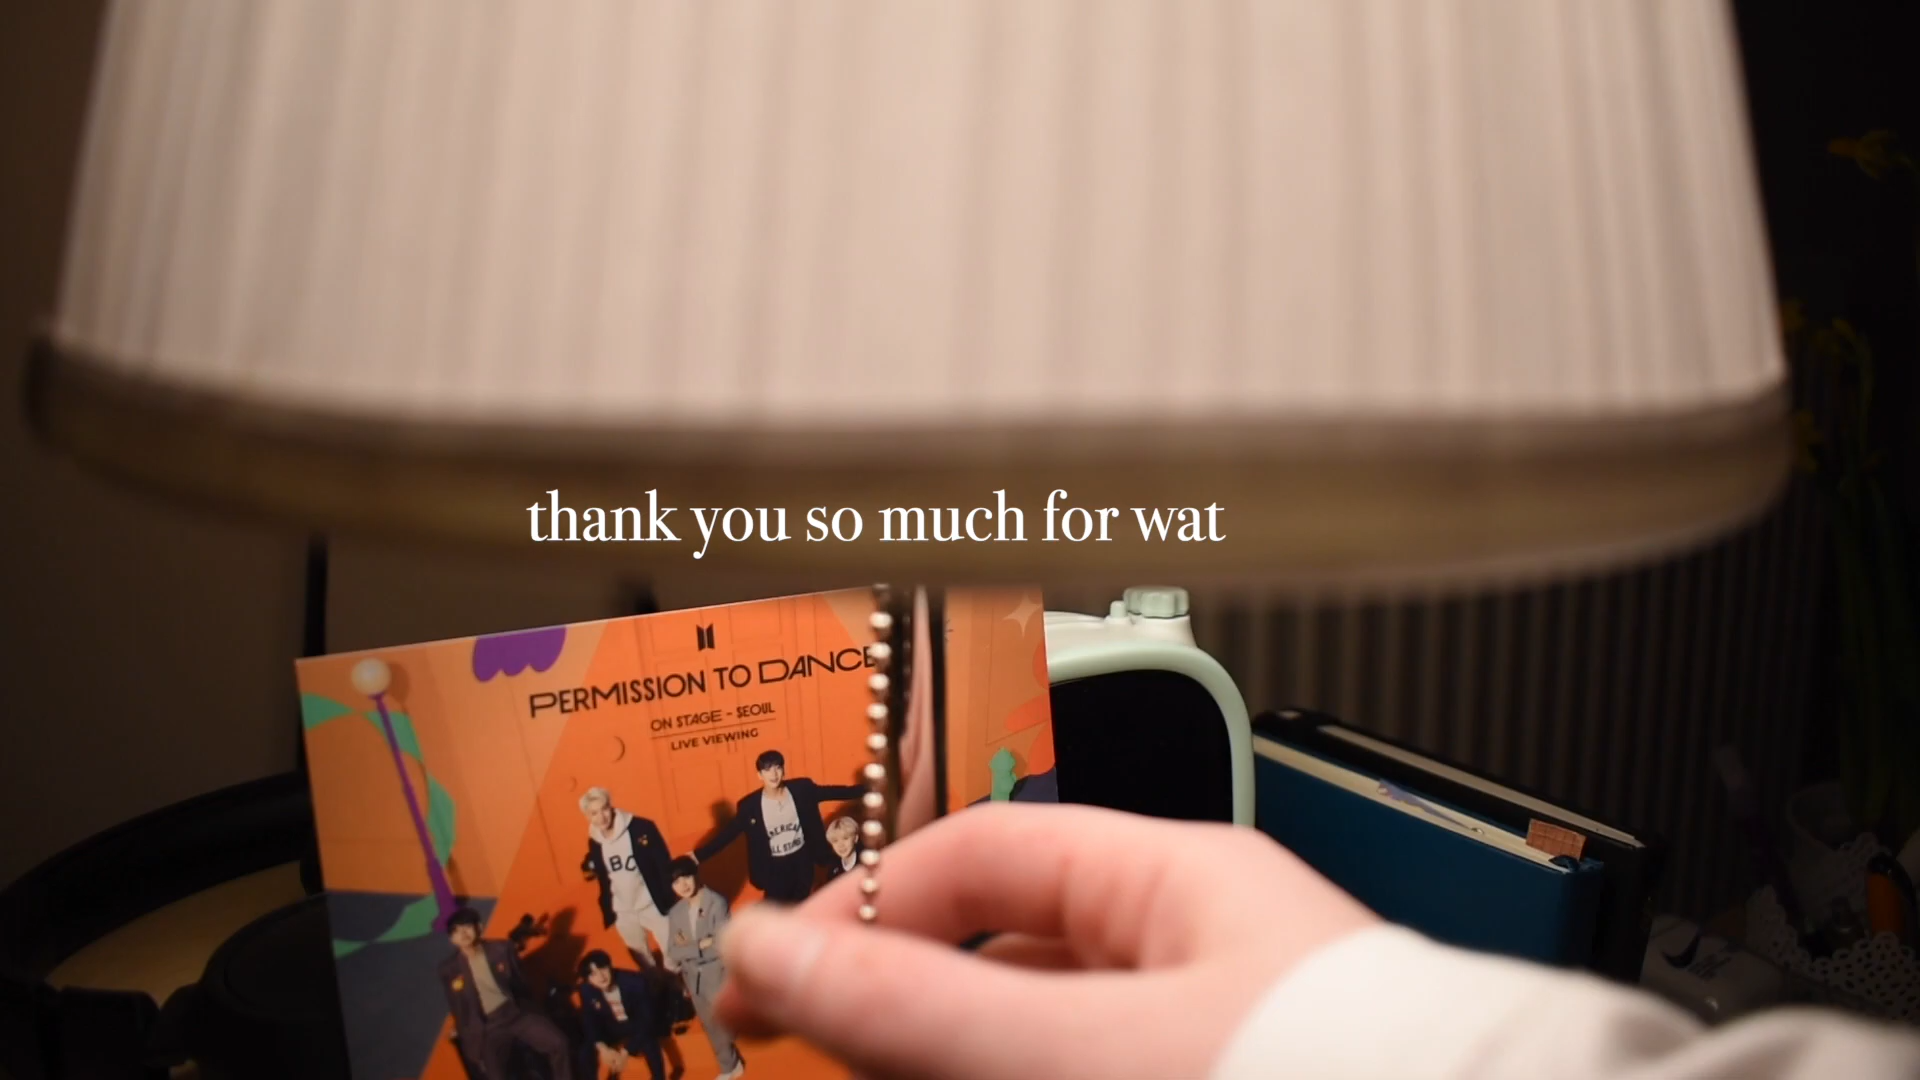 thank you so much for wat
PERMISSION TO DANCE
ON STAGE - SEOUL
LIVE VIEWING